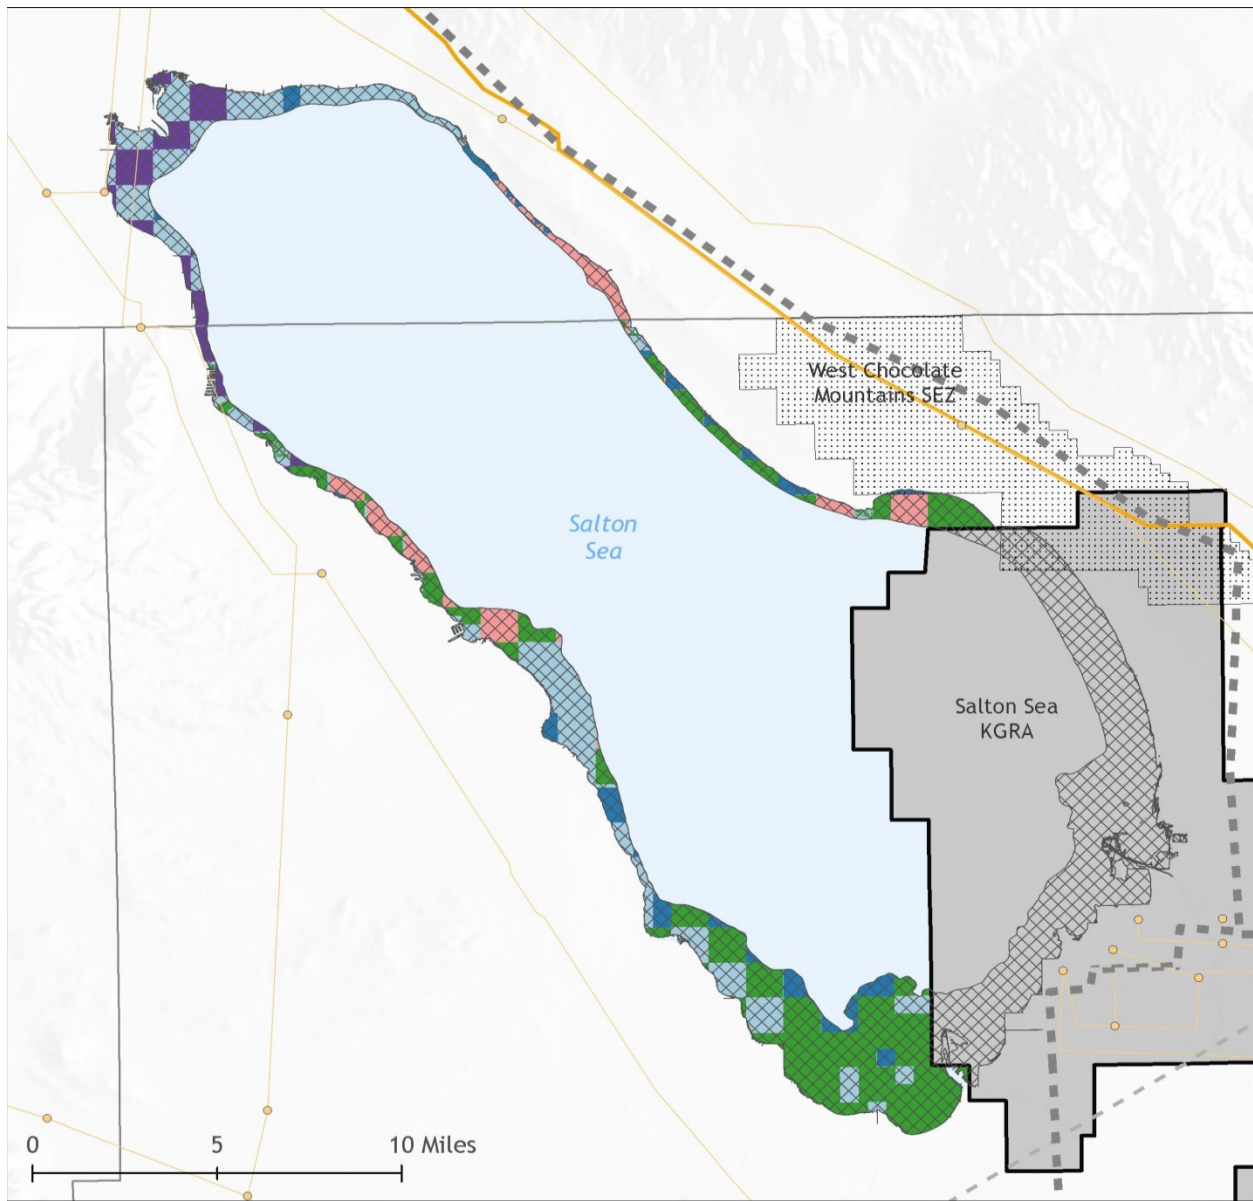 West Chocolate
Mountains SEZ
Salton
Sea
Salton Sea
KGRA
0 5 10 Miles